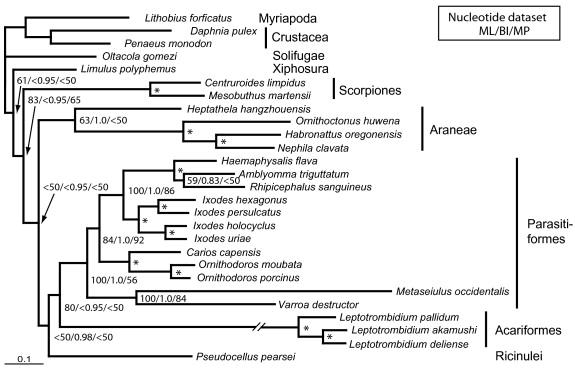 Lithobius forficatus Myriapoda
Nucleotide dataset
ML/BI/MP
Daphnia pulex
Crustacea
Penaeus monodon
Oltacola gomezi Solifugae
Limulus polyphemus Xiphosura
61/<0.95/<50
Centruroides limpidus
Scorpiones
*
Mesobuthus martensii
83/<0.95/65
Heptathela hangzhouensis
63/1.0/<50
Ornithoctonus huwena
Araneae
*
Habronattus oregonensis
*
Nephila clavata
Haemaphysalis flava
*
Amblyomma triguttatum
59/0.83/<50
Rhipicephalus sanguineus
<50/<0.95/<50
100/1.0/86
Ixodes hexagonus
*
Ixodes persulcatus
*
Ixodes holocyclus
*
Ixodes uriae
Parasiti-
formes
84/1.0/92
Carios capensis
*
Ornithodoros moubata
*
Ornithodoros porcinus
100/1.0/56
Metaseiulus occidentalis
100/1.0/84
Varroa destructor
80/<0.95/<50
Leptotrombidium pallidum
*
Leptotrombidium akamushi
Acariformes
*
Leptotrombidium deliense
<50/0.98/<50
Pseudocellus pearsei Ricinulei
0.1